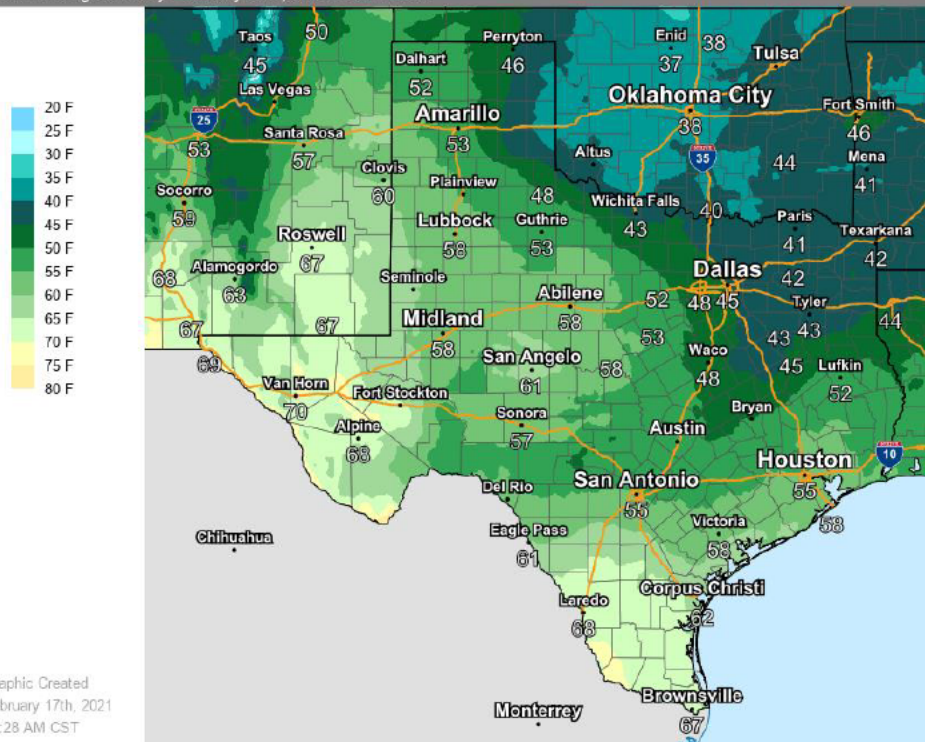 20 F
25 F
30 F
35 F
40 F
45 F
50 F
55 F
60 F
65 F
70 F
75 F
80 F
Taos
45
50
Las Vegas
25
53
Santa Rosa
57
Socorro
59
Clovis
60
Roswell
67
Alamogordo
63
68
67
67
69
Dalhart
52
Perryton
46
Amarillo
53
Plainview
Lubbock
58
48
Guthrie
53
Seminole
Midland
58
Abilene
58
52
San Angelo
61
53
58
Van Horn
70
Fort Stockton
Alpine
68
Sonora
57
Enid
37
38
Tulsa
Oklahoma City
38
Fort Smith
46
Altus
35
44
Mena
41
Wichita Falls
43
40
Paris
41
Texarkana
42
Dallas
48
45
42
Tyler
43
43
44
Waco
48
45
Lufkin
52
Bryan
Austin
Houston
55
10
San Antonio
55
58
Del Rio
Eagle Pass
61
Victoria
58
Corpus Christi
62
Laredo
68
Brownsville
67
Chihuahua
Monterrey
aphic Created
bruary 17th, 2021
:28 AM CST